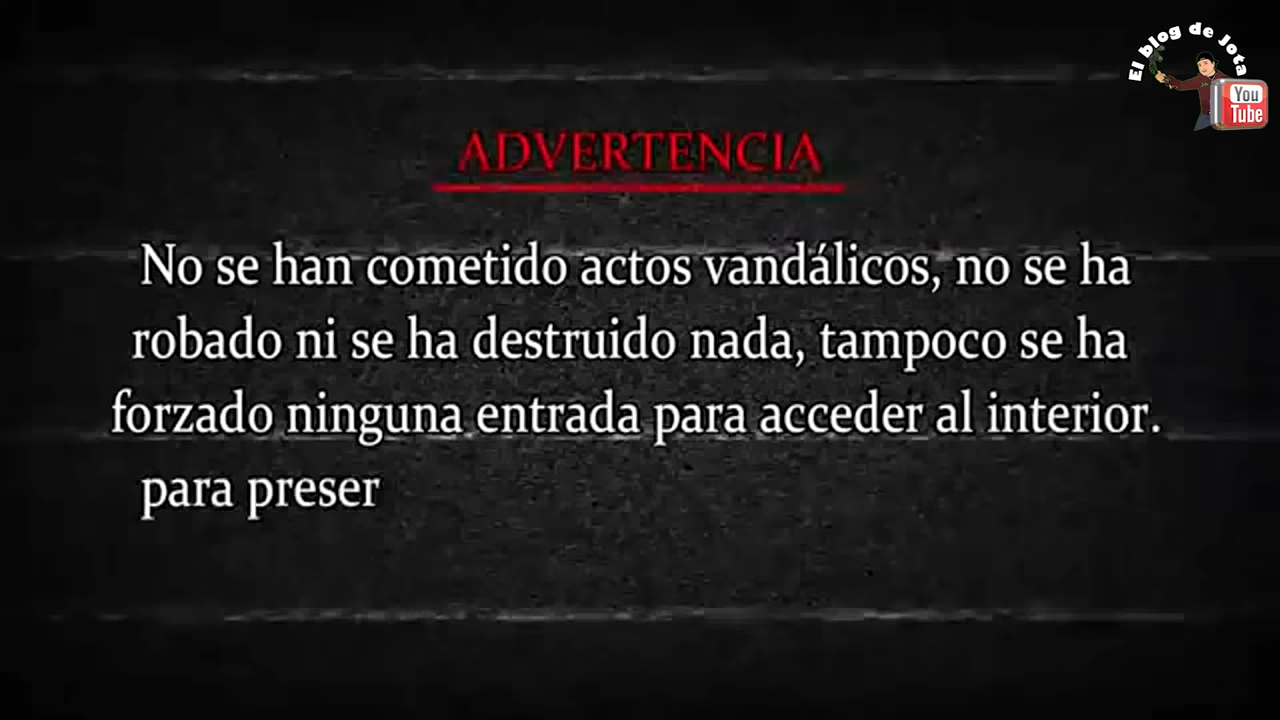 El blog de Jota
You
Tube
ADVERTENCIA
No se han cometido actos vandálicos, no se ha
robado ni se ha destruido nada, tampoco se ha
forzado ninguna entrada para acceder al interior.
para preser